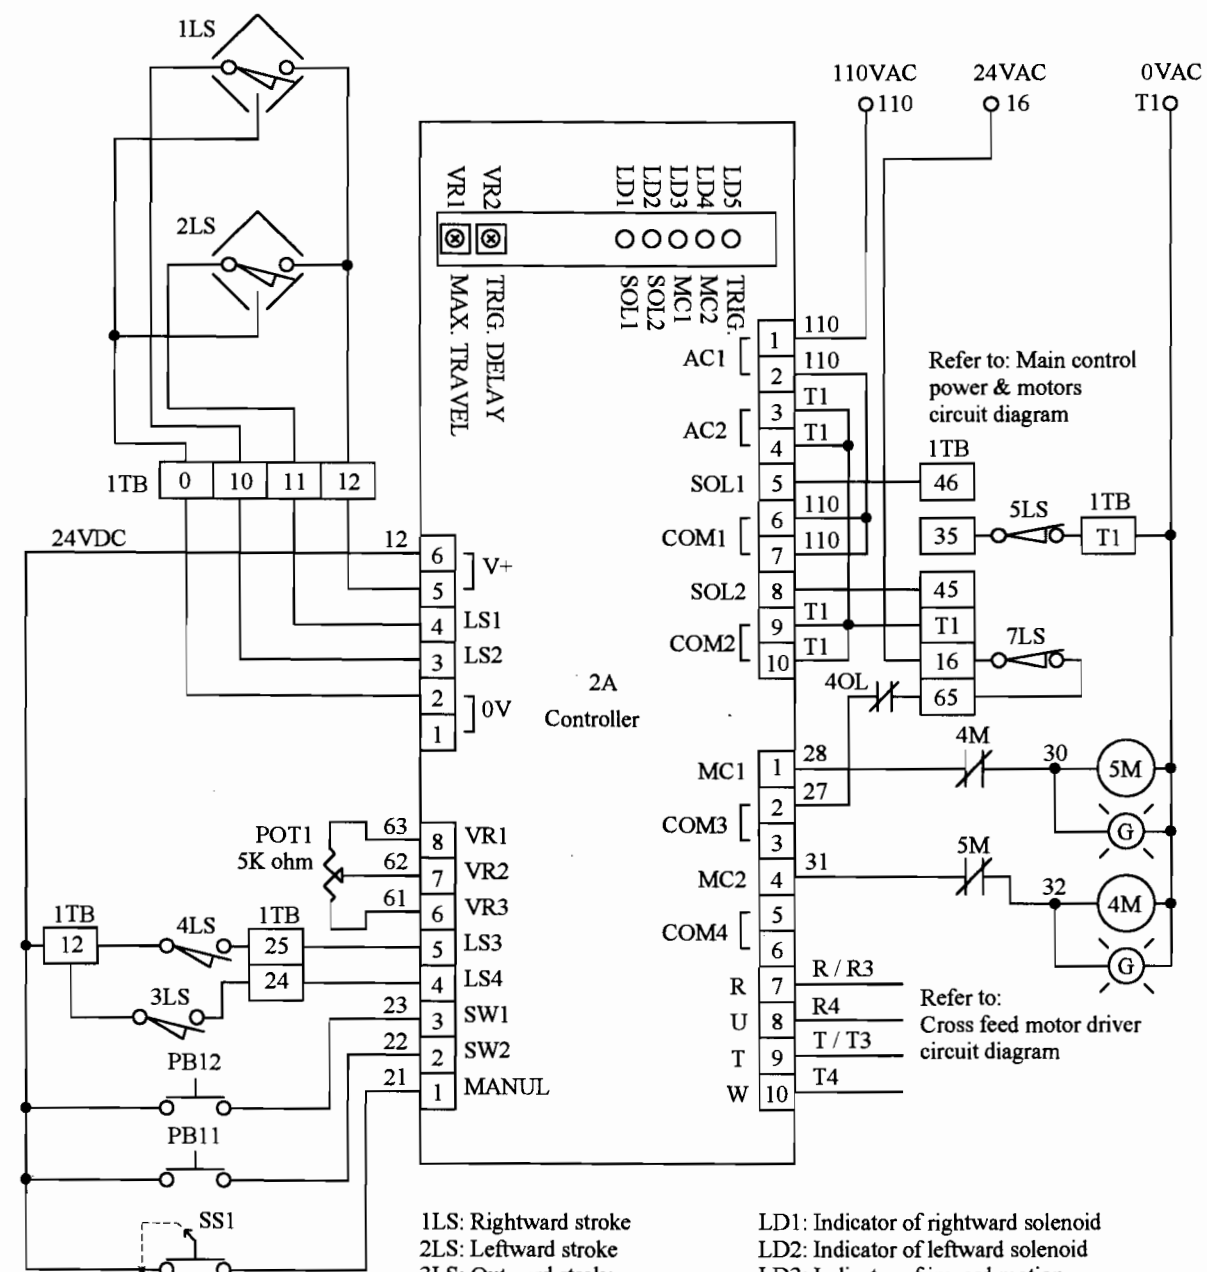 1LS
110VAC 24VAC 0VAC
110 16 T1
2LS
VR1 VR2 LD1 LD2 LD3 LD4 LD5
MAX. TRAVEL TRIG. DELAY SOL1 SOL2 MC1 MC2 TRIG.
1TB 0 10 11 12
24VDC 12 6 V+
5
4 LS1
3 LS2
2 0V
1
2A
Controller
AC1 1 110
2 110
AC2 3 T1
4 T1
SOL1 5
COM1 6 110
7 110
SOL2 8
COM2 9 T1
10 T1
Refer to: Main control
power & motors
circuit diagram
1TB
46
35 5LS 1TB T1
45
T1
16 7LS
4OL 65
MC1 1 28 4M 30 5M
COM3 2 27
3 G
MC2 4 31 5M 32 4M
COM4 5
6 G
R 7 R / R3
U 8 R4
T 9 T / T3
W 10 T4
Refer to:
Cross feed motor driver
circuit diagram
POT1
5K ohm
63 8 VR1
62 7 VR2
61 6 VR3
1TB 12 4LS 1TB 25 5 LS3
3LS 24 4 LS4
23 3 SW1
22 2 SW2
21 1 MANUL
PB12
PB11
SS1
1LS: Rightward stroke
2LS: Leftward stroke
LD1: Indicator of rightward solenoid
LD2: Indicator of leftward solenoid